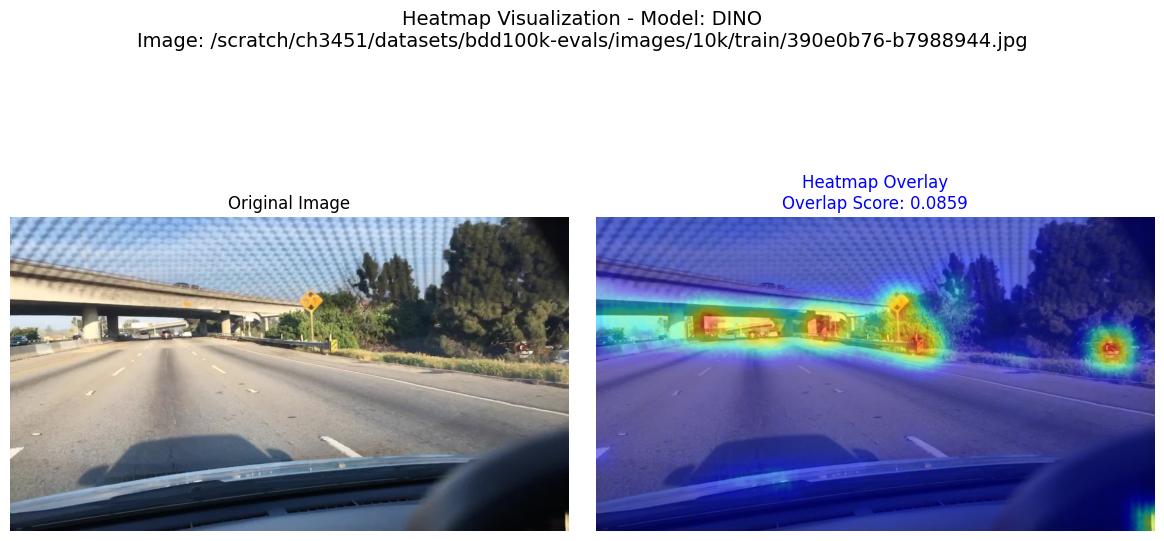 Heatmap Visualization - Model: DINO
Image: /scratch/ch3451/datasets/bdd100k-evals/images/10k/train/390e0b76-b7988944.jpg
Original Image
Heatmap Overlay
Overlap Score: 0.0859